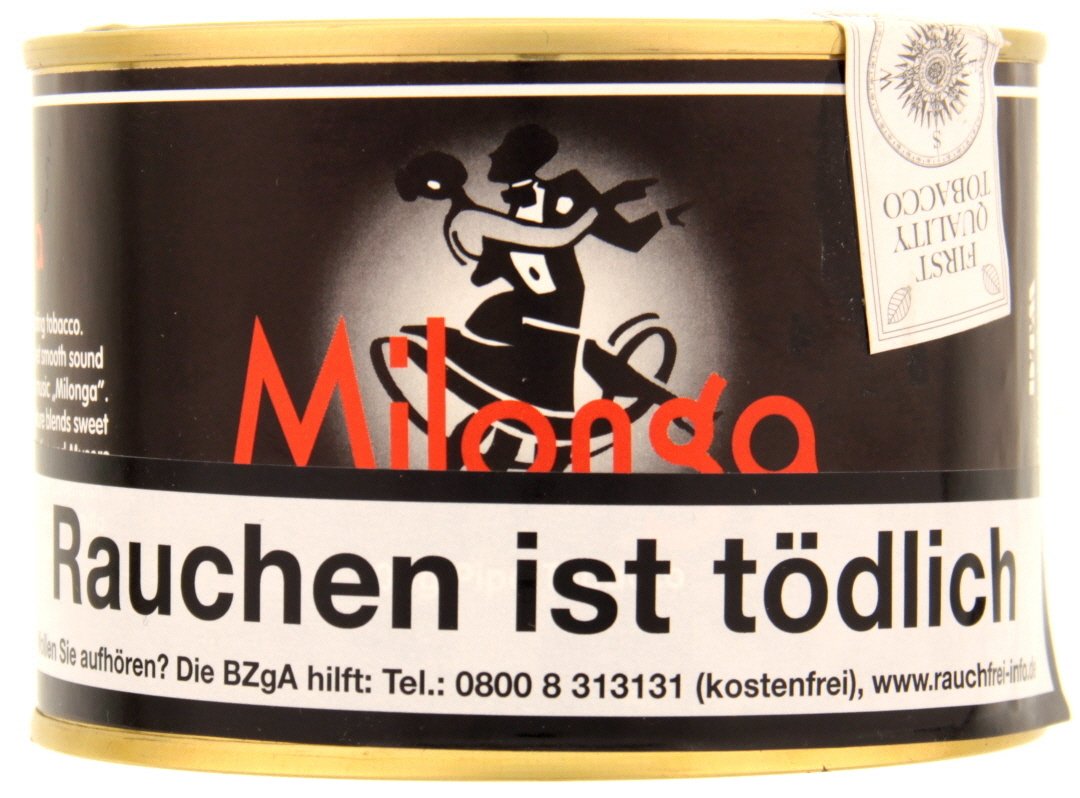 tobacco.
smooth sound
„Milonga”.
blends sweet
Milonga
W
S
FIRST
QUALITY
TOBACCO
Rauchen ist tödlich
Sie aufhören? Die BZgA hilft: Tel.: 0800 8 313131 (kostenfrei), www.rauchfrei-info.de